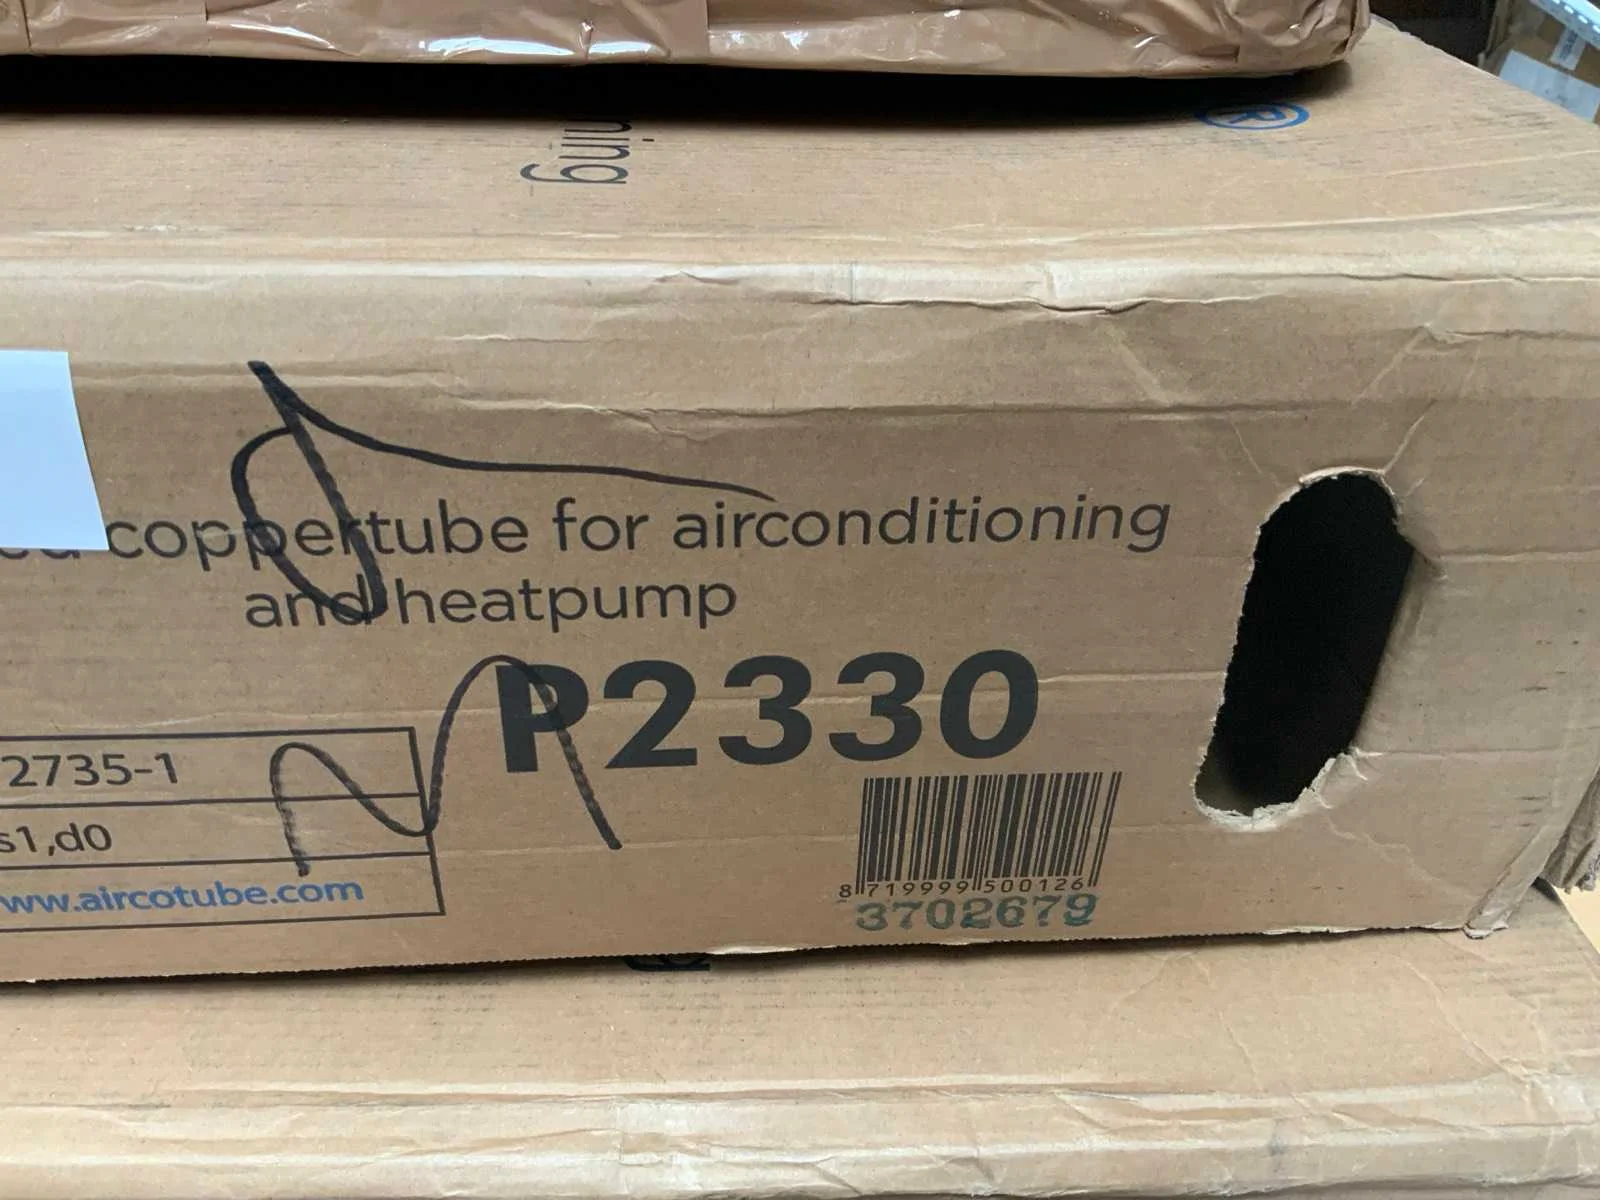 ning
®
coppertube for airconditioning
and heatpump
P2330
2735-1
s1,d0
www.aircotube.com
8 719999 500126
3702679